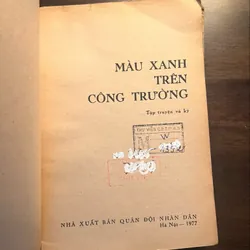 MÀU XANH
TRÊN
CÔNG TRƯỜNG
Tập truyện và ký
W
NHÀ XUẤT BẢN QUÂN ĐỘI NHÂN DÂN
Hà Nội — 1977